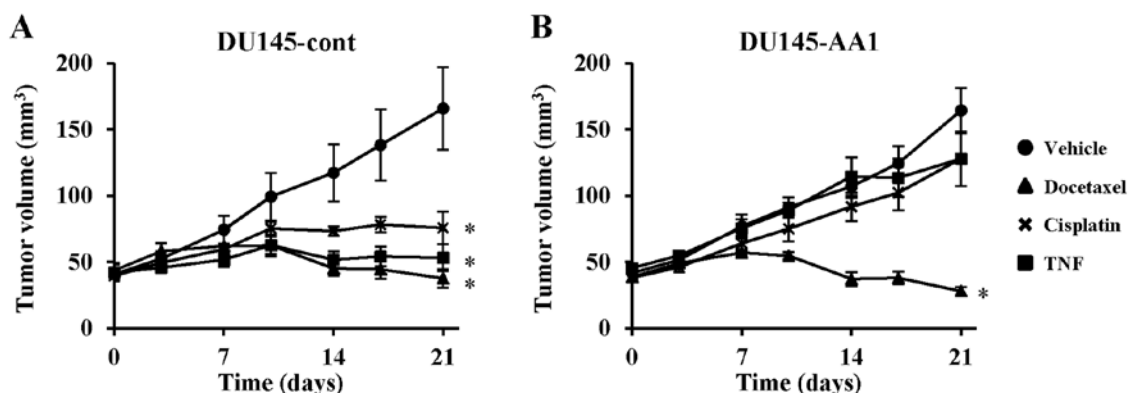 A
DU145-cont
Tumor volume (mm³)
200
150
100
50
0
0 7 14 21
Time (days)
*
*
*
B
DU145-AA1
Tumor volume (mm³)
200
150
100
50
0
0 7 14 21
Time (days)
*
Vehicle
Docetaxel
Cisplatin
TNF